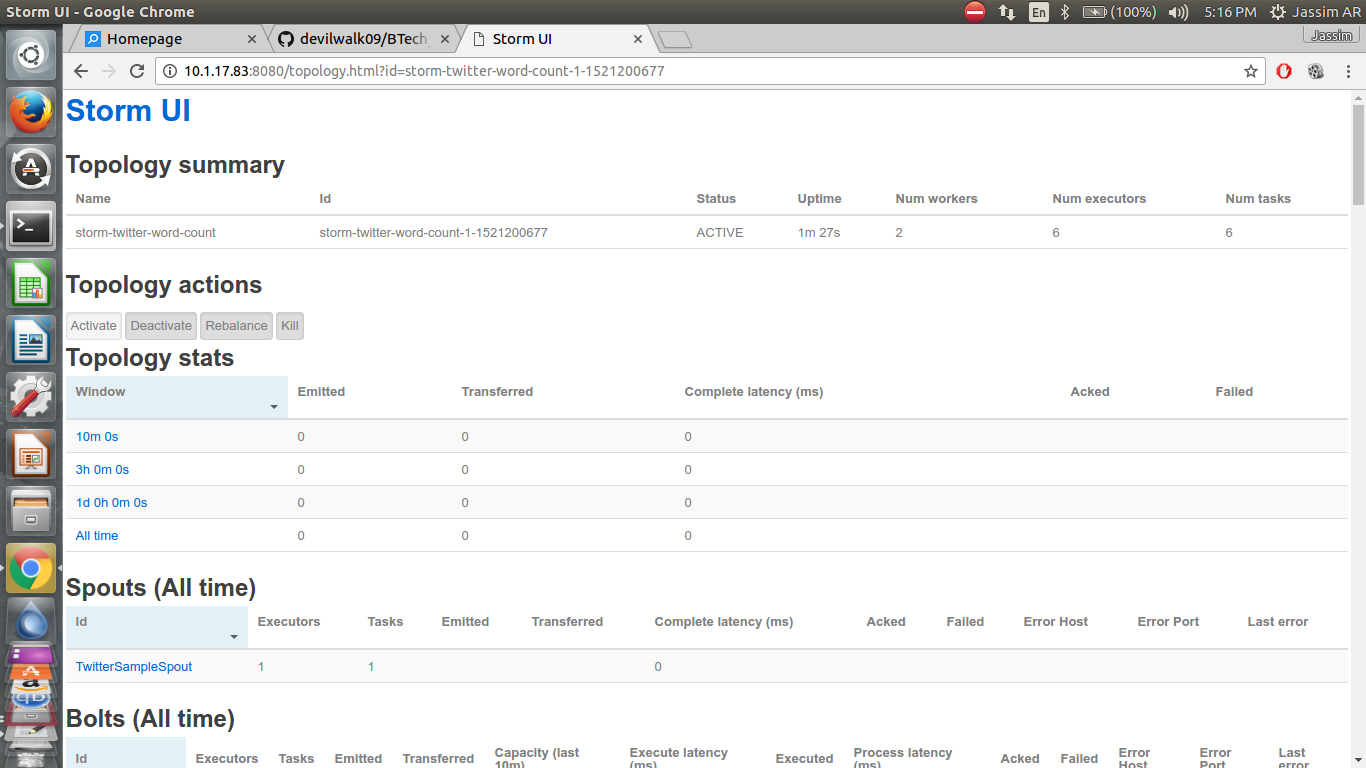 Storm UI - Google Chrome En (100%) 5:16 PM Jassim AR
Homepage devilwalk09/BTech Storm UI Jassim
10.1.17.83:8080/topology.html?id=storm-twitter-word-count-1-1521200677
Storm UI
Topology summary
Name Id Status Uptime Num workers Num executors Num tasks
storm-twitter-word-count storm-twitter-word-count-1-1521200677 ACTIVE 1m 27s 2 6 6
Topology actions
Activate Deactivate Rebalance Kill
Topology stats
Window Emitted Transferred Complete latency (ms) Acked Failed
10m 0s 0 0 0
3h 0m 0s 0 0 0
1d 0h 0m 0s 0 0 0
All time 0 0 0
Spouts (All time)
Id Executors Tasks Emitted Transferred Complete latency (ms) Acked Failed Error Host Error Port Last error
TwitterSampleSpout 1 1 0
Bolts (All time)
Id Executors Tasks Emitted Transferred Capacity (last 10m) Execute latency (ms) Executed Process latency (ms) Acked Failed Error Host Error Port Last error